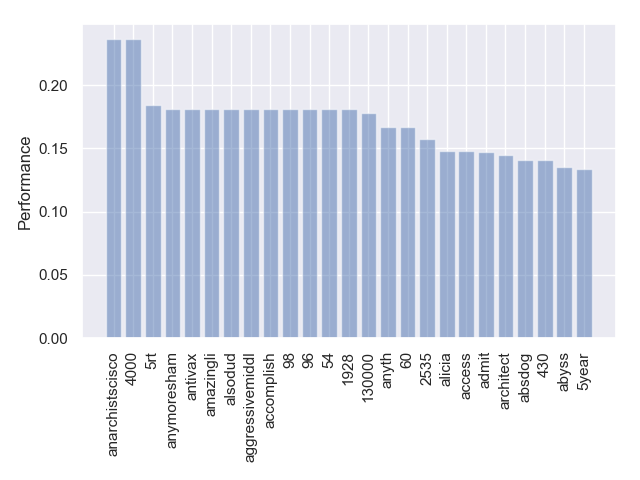 0.20
0.15
0.10
0.05
0.00
Performance
anarchistscisco
4000
5rt
anymoresham
antivax
amazingli
alsodud
aggressivemiddl
accomplish
98
96
54
1928
130000
anyth
60
2535
alicia
access
admit
architect
absdog
430
abyss
5year